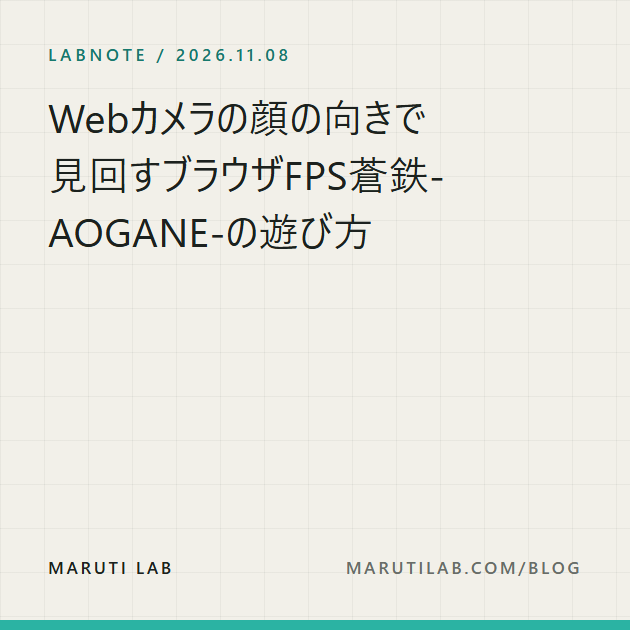 LABNOTE / 2026.11.08
Webカメラの顔の向きで
見回すブラウザFPS蒼鉄-
AOGANE-の遊び方
MARUTI LAB
MARUTILAB.COM/BLOG